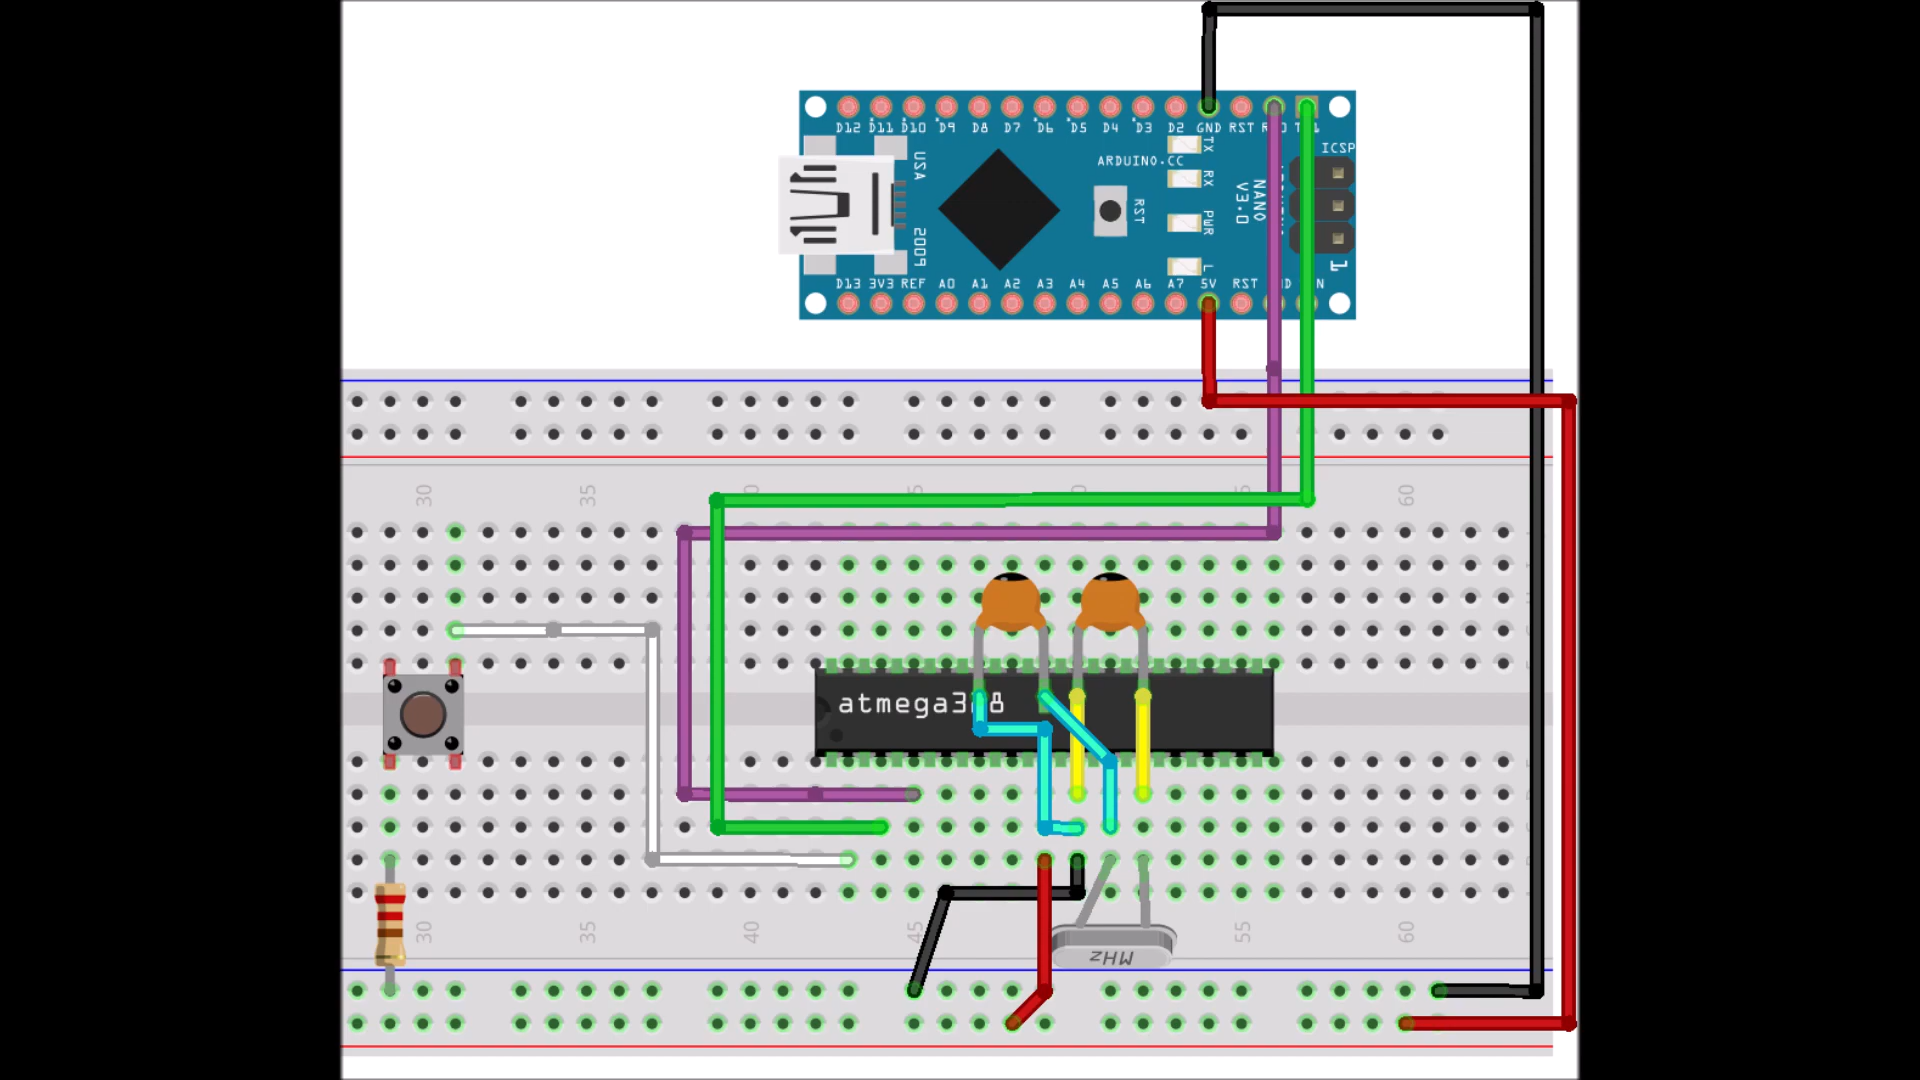 D12 D11 D10 D9 D8 D7 D6 D5 D4 D3 D2 GND RST
TX
ICSP
ARDUINO.CC
USA
RX
NANO
V3.0
RST
PWR
L
1
D13 3V3 REF A0 A1 A2 A3 A4 A5 A6 A7 5V RST
30 35 60
atmega328
30 35 40 45 55 60
MHz